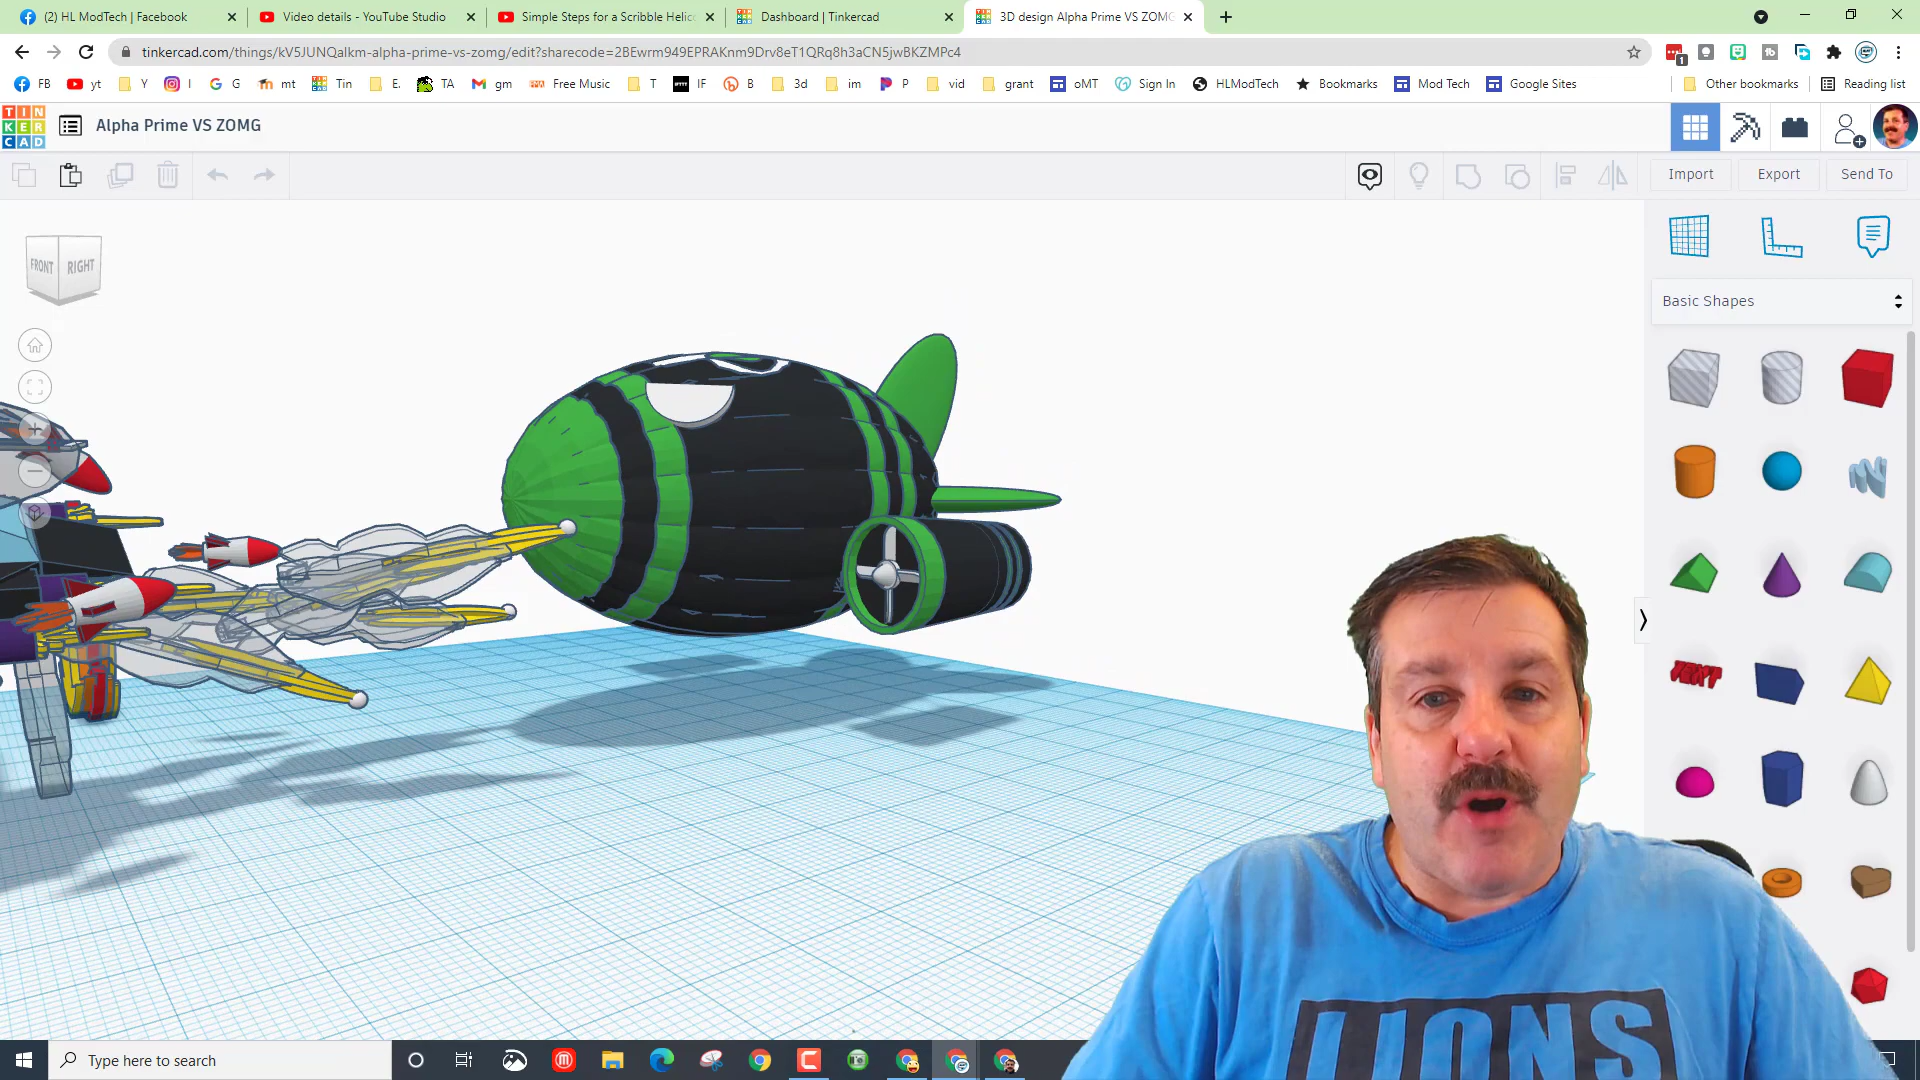 (2) HL ModTech | Facebook
Video details - YouTube Studio
Simple Steps for a Scribble Helic
Dashboard | Tinkercad
3D design Alpha Prime VS ZOMG
tinkercad.com/things/kV5JUNQalkm-alpha-prime-vs-zomg/edit?sharecode=2BEwrm949EPRAKnm9Drv8eT1QRq8h3aCN5jwBKZMPc4
1
FB
yt
Y
I
G
mt
Tin
E.
TA
gm
Free Music
T
IF
B
3d
im
P
vid
grant
oMT
Sign In
HLModTech
Bookmarks
Mod Tech
Google Sites
Other bookmarks
Reading list
TIN
KER
CAD
Alpha Prime VS ZOMG
Import
Export
Send To
FRONT
RIGHT
Basic Shapes
TEXT
LIONS
Type here to search